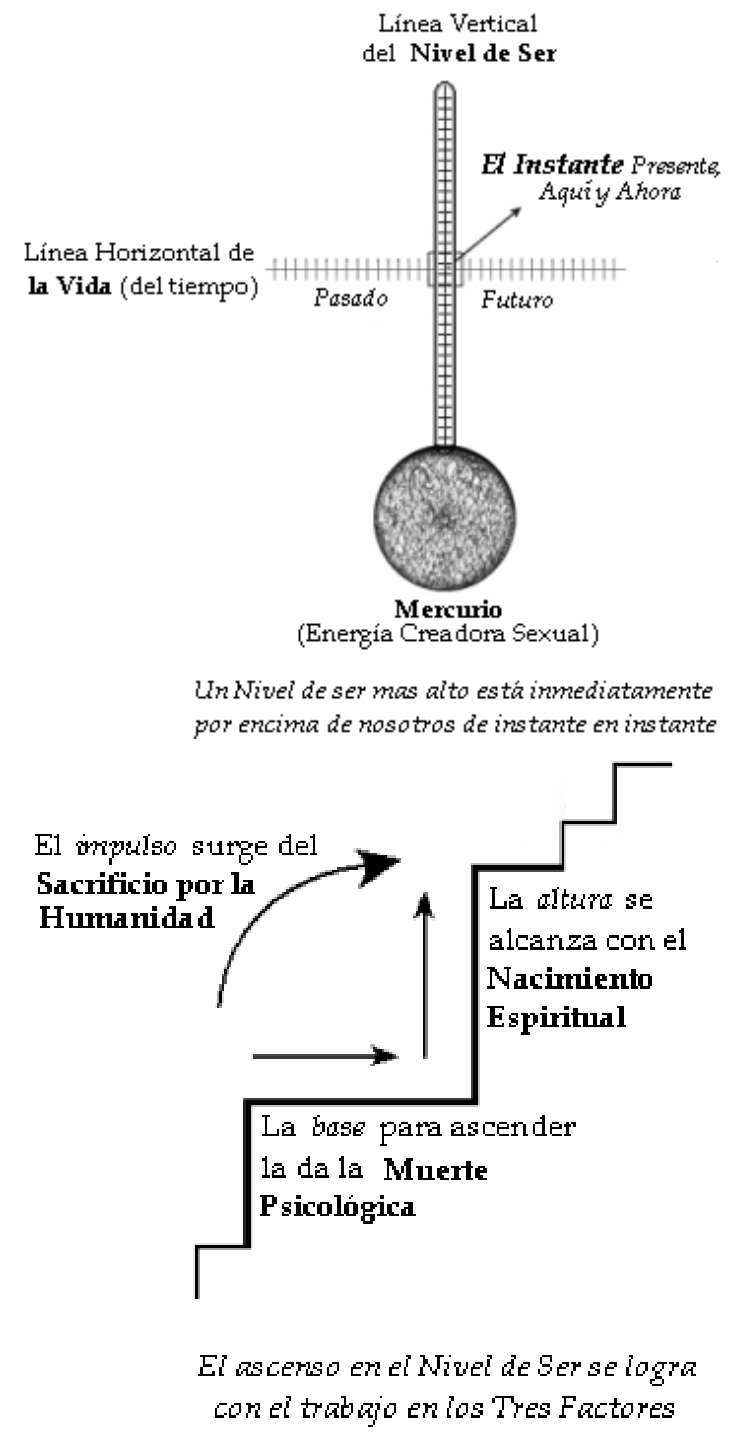 Línea Vertical
del Nivel de Ser
El Instante Presente,
Aquí y Ahora
Línea Horizontal de
la Vida (del tiempo)
Pasado
Futuro
Mercurio
(Energía Creadora Sexual)
Un Nivel de ser mas alto está inmediatamente
por encima de nosotros de instante en instante
El impulso surge del
Sacrificio por la
Humanidad
La altura se
alcanza con el
Nacimiento
Espiritual
La base para ascender
la da la Muerte
Psicológica
El ascenso en el Nivel de Ser se logra
con el trabajo en los Tres Factores